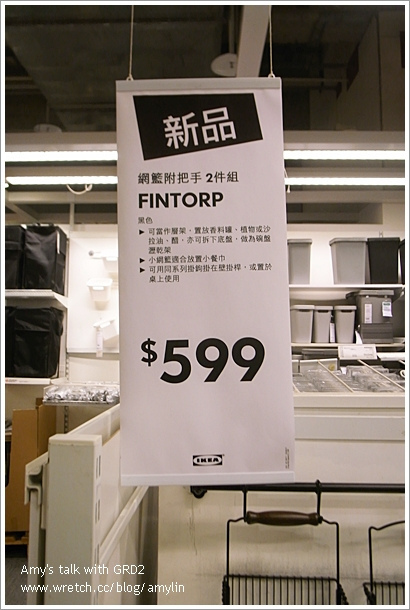 新品
網籃附把手 2件組
FINTORP
黑色
▸ 可當作層架，置放香料罐、植物或沙
拉油、醋，亦可拆下底盤，做為碗盤
瀝乾架
▸ 小網籃適合放置小餐巾
▸ 可用同系列掛鉤掛在壁掛桿，或置於
桌上使用
$599
IKEA
Amy's talk with GRD2
www.wretch.cc/blog/amylin